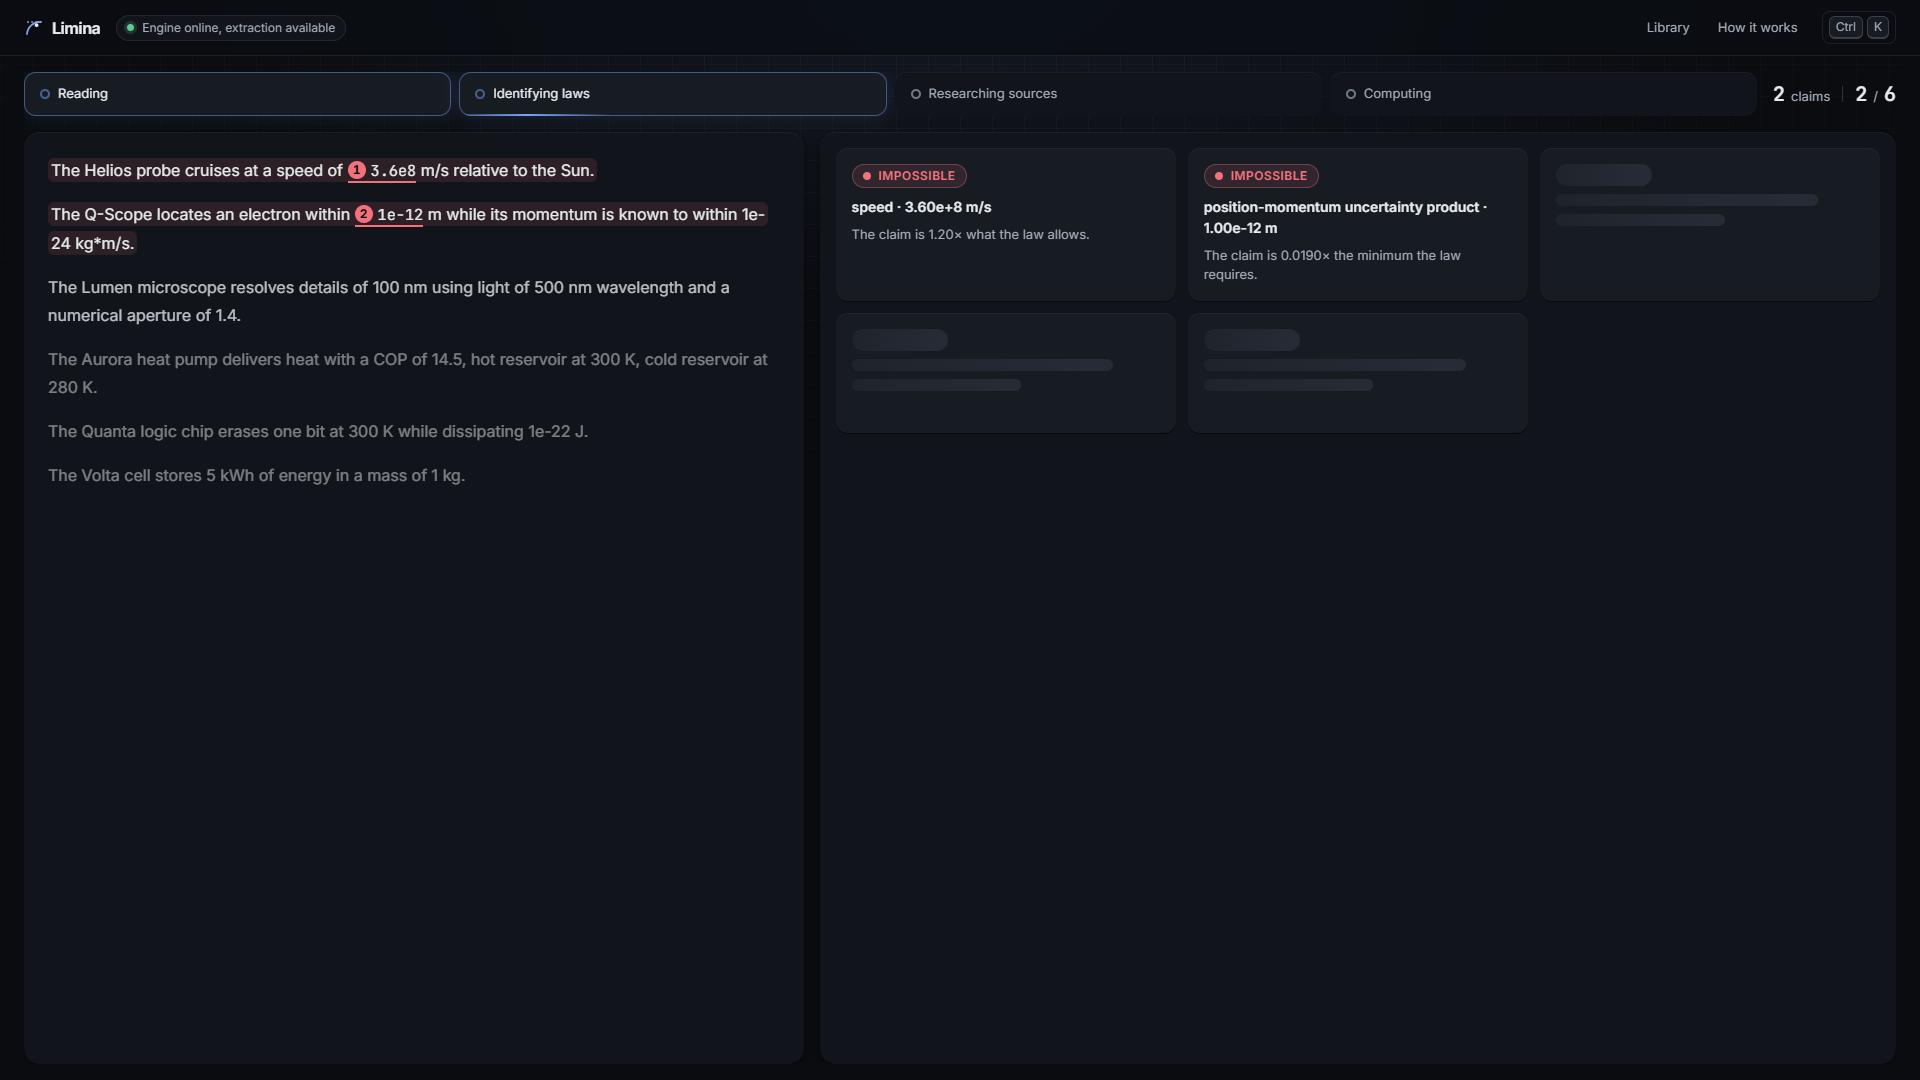 Limina
Engine online, extraction available
Library
How it works
Ctrl K
Reading
Identifying laws
Researching sources
Computing
2 claims
2 / 6
The Helios probe cruises at a speed of 1 3.6e8 m/s relative to the Sun.
The Q-Scope locates an electron within 2 1e-12 m while its momentum is known to within 1e-
24 kg*m/s.
The Lumen microscope resolves details of 100 nm using light of 500 nm wavelength and a
numerical aperture of 1.4.
The Aurora heat pump delivers heat with a COP of 14.5, hot reservoir at 300 K, cold reservoir at
280 K.
The Quanta logic chip erases one bit at 300 K while dissipating 1e-22 J.
The Volta cell stores 5 kWh of energy in a mass of 1 kg.
IMPOSSIBLE
speed · 3.60e+8 m/s
The claim is 1.20× what the law allows.
IMPOSSIBLE
position-momentum uncertainty product ·
1.00e-12 m
The claim is 0.0190× the minimum the law
requires.